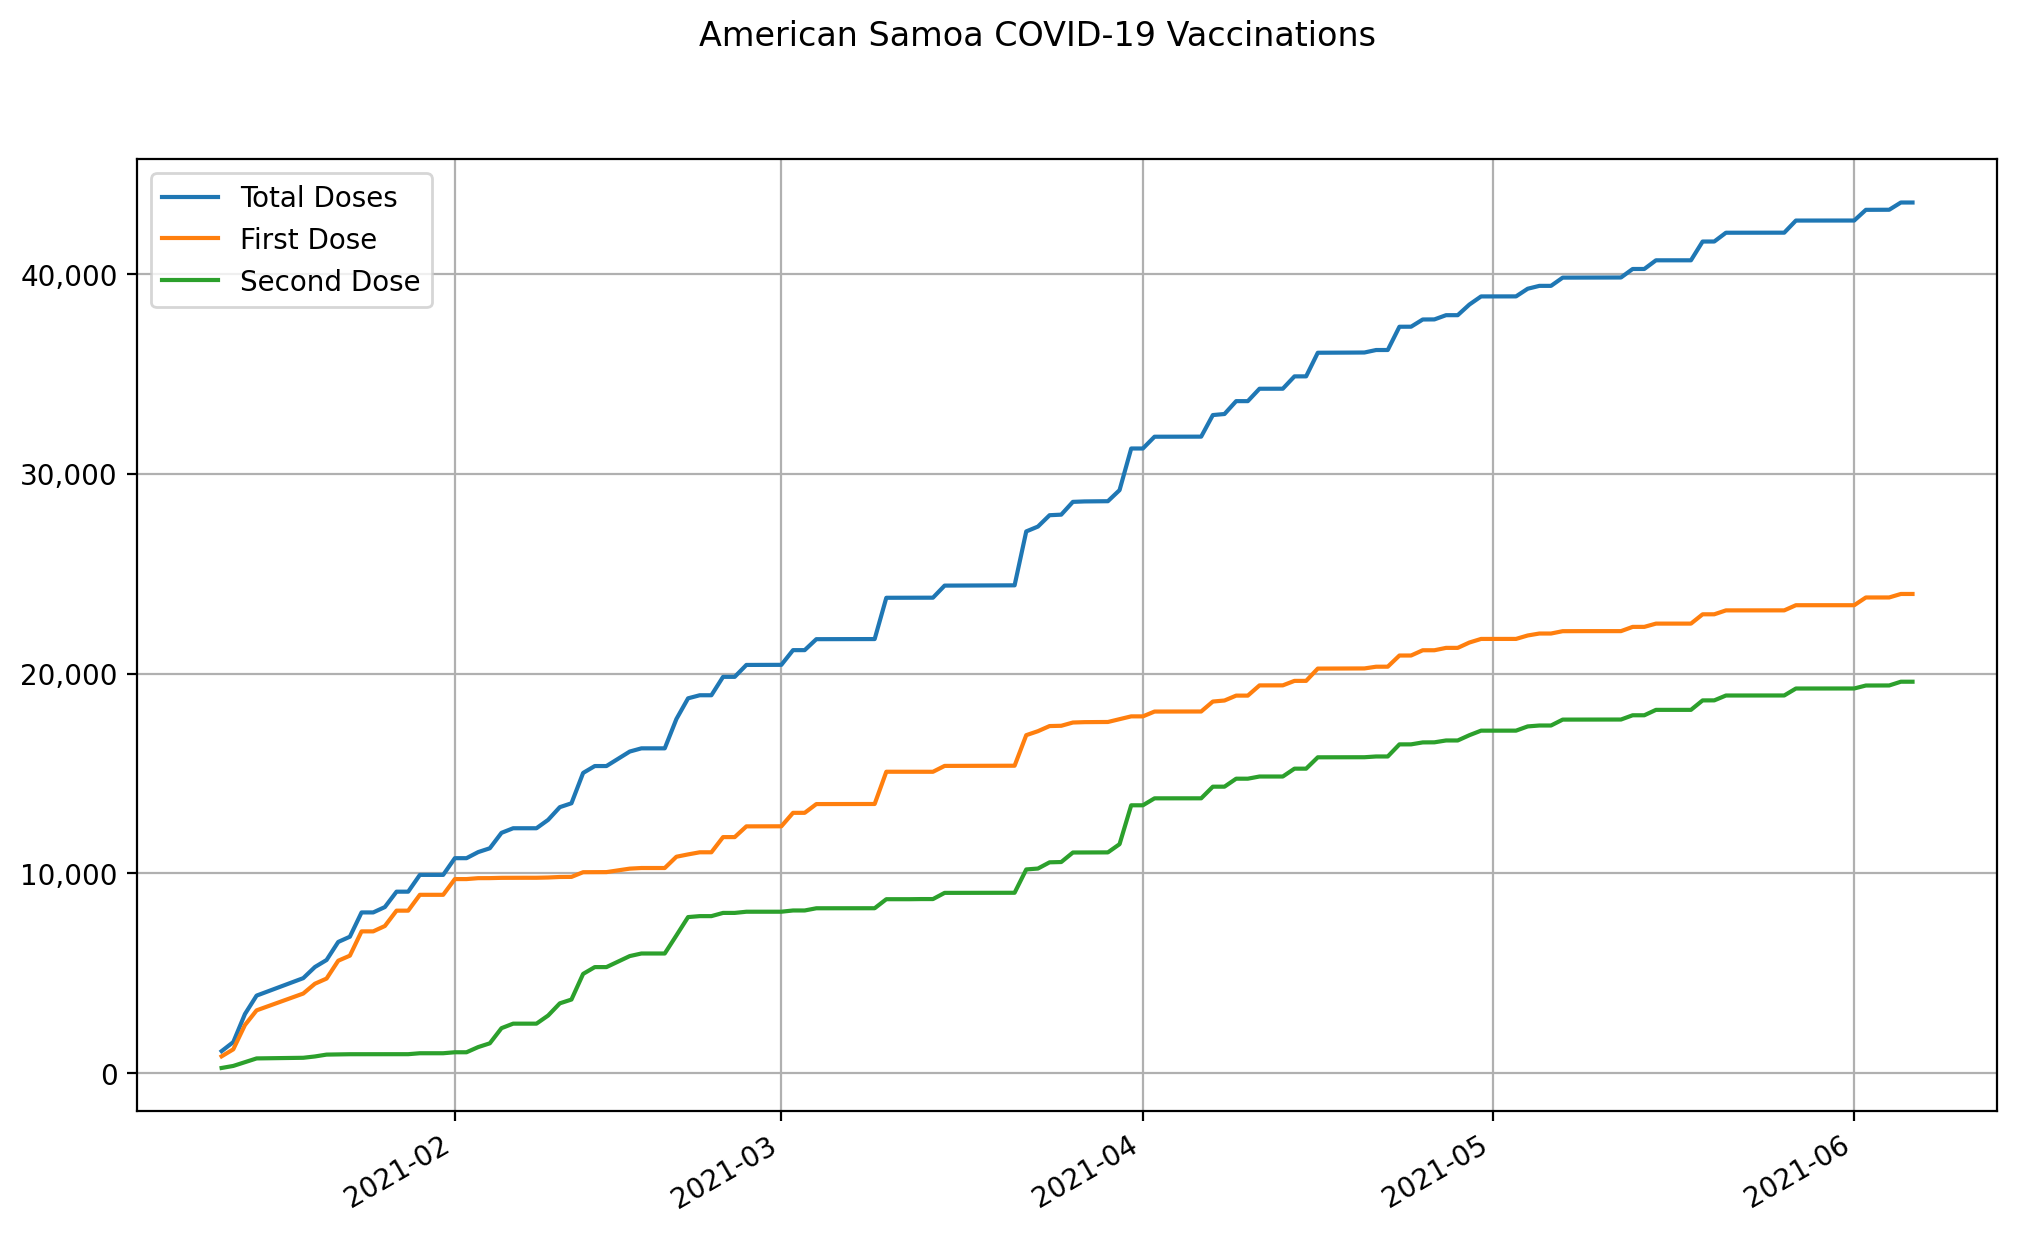 American Samoa COVID-19 Vaccinations
Total Doses
First Dose
Second Dose
40,000
30,000
20,000
10,000
0
2021-02
2021-03
2021-04
2021-05
2021-06